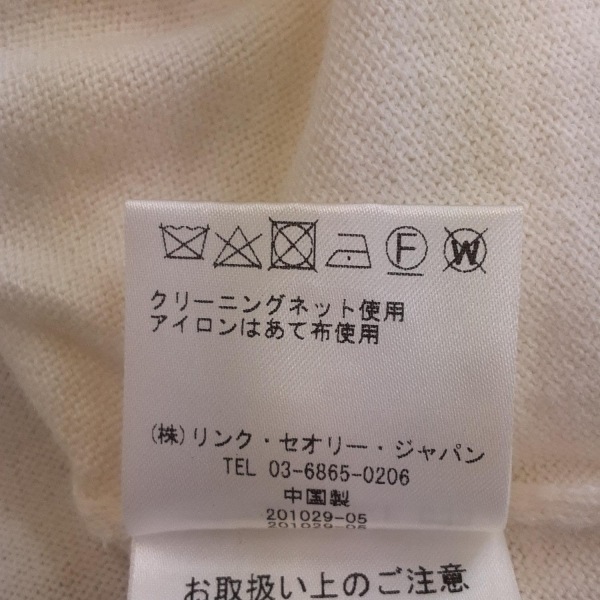 F W
クリーニングネット使用
アイロンはあて布使用
(株)リンク・セオリー・ジャパン
TEL 03-6865-0206
中国製
201029-05
201029-05
お取扱い上のご注意